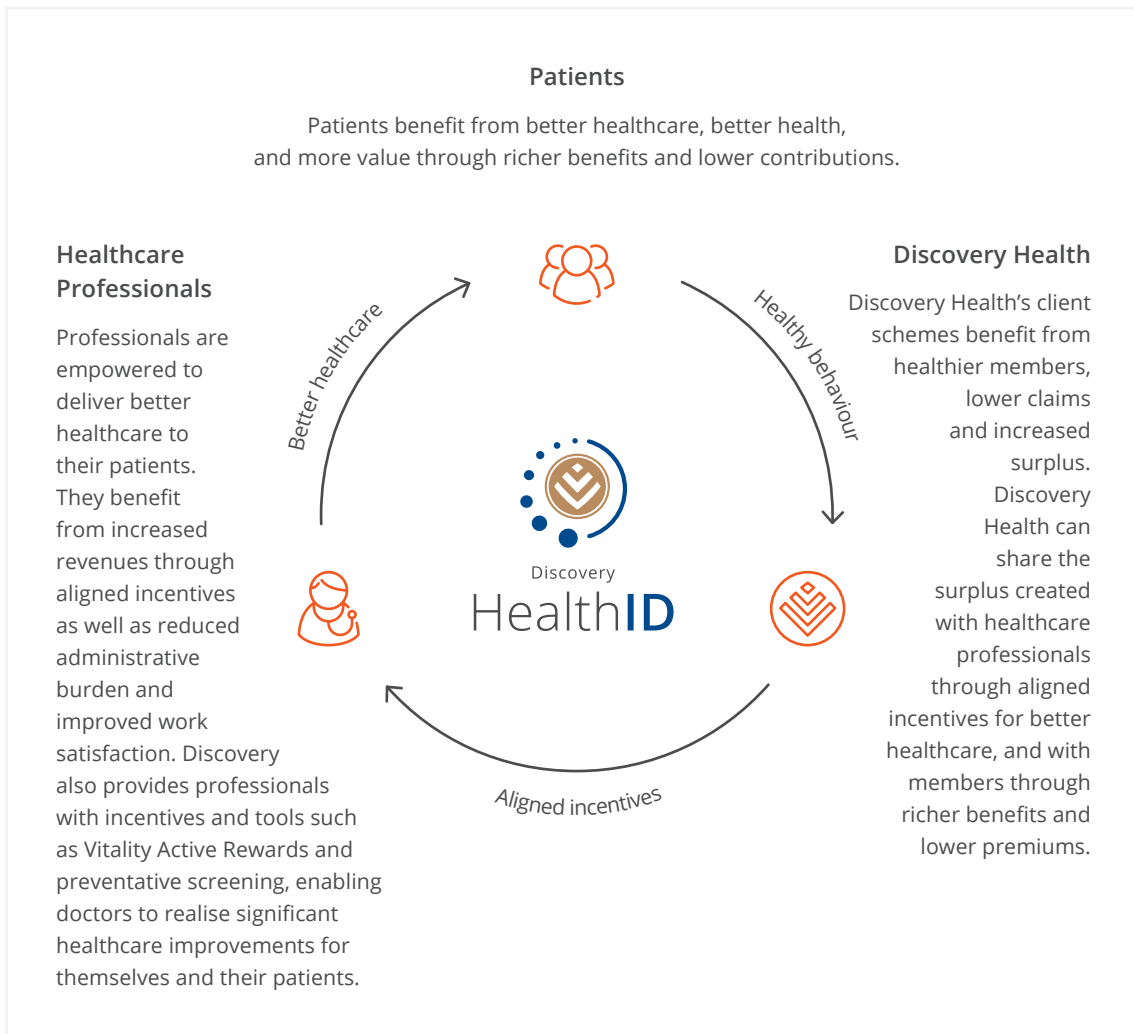 Patients
Patients benefit from better healthcare, better health,
and more value through richer benefits and lower contributions.
Healthcare
Professionals
Professionals are
empowered to
deliver better
healthcare to
their patients.
They benefit
from increased
revenues through
aligned incentives
as well as reduced
administrative
burden and
improved work
satisfaction. Discovery
also provides professionals
with incentives and tools such
as Vitality Active Rewards and
preventative screening, enabling
doctors to realise significant
healthcare improvements for
themselves and their patients.
Better healthcare
Healthy behaviour
Discovery
HealthID
Aligned incentives
Discovery Health
Discovery Health’s client
schemes benefit from
healthier members,
lower claims
and increased
surplus.
Discovery
Health can
share the
surplus created
with healthcare
professionals
through aligned
incentives for better
healthcare, and with
members through
richer benefits and
lower premiums.